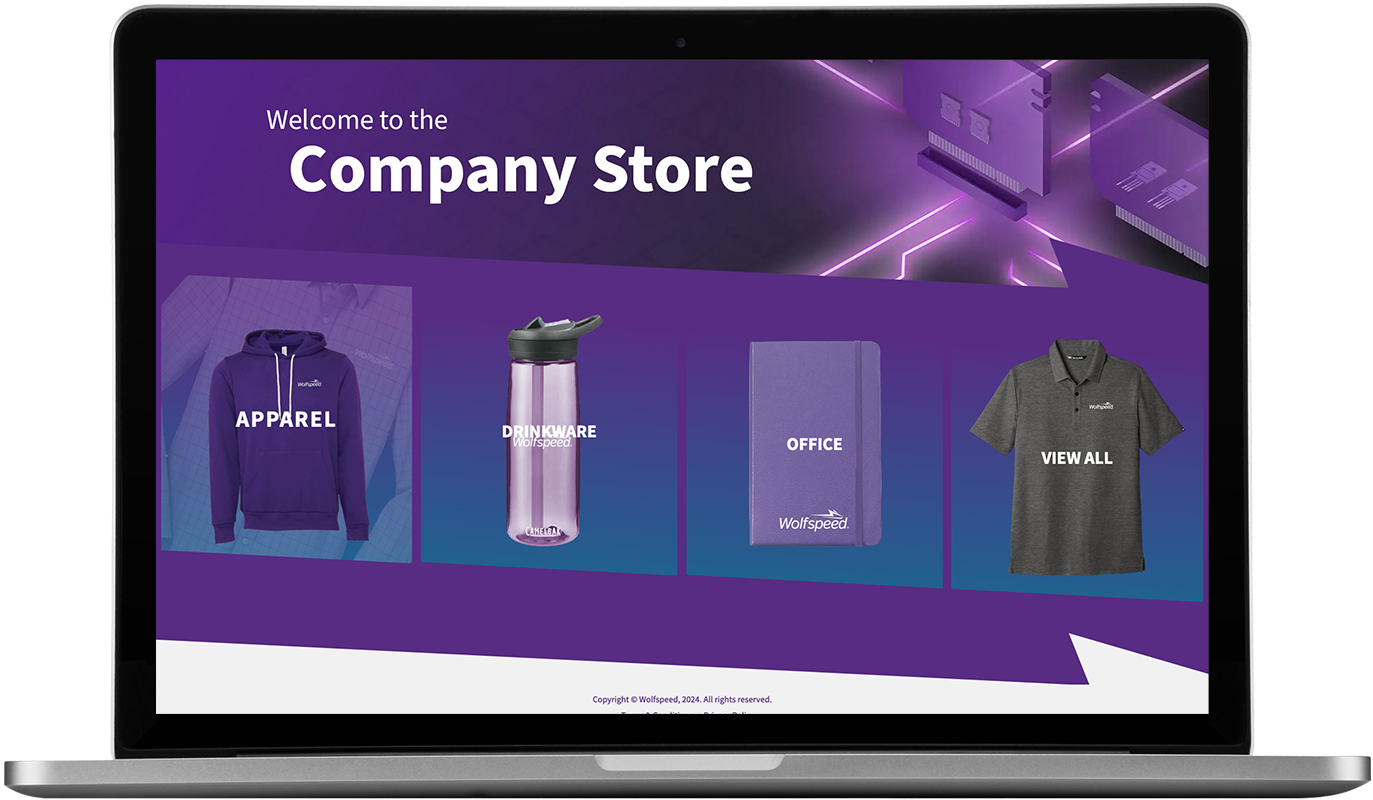 Welcome to the
Company Store
Wolfspeed
APPAREL
DRINKWARE
Wolfspeed.
CAMELBAK
OFFICE
Wolfspeed.
Wolfspeed.
VIEW ALL
Copyright © Wolfspeed, 2024. All rights reserved.